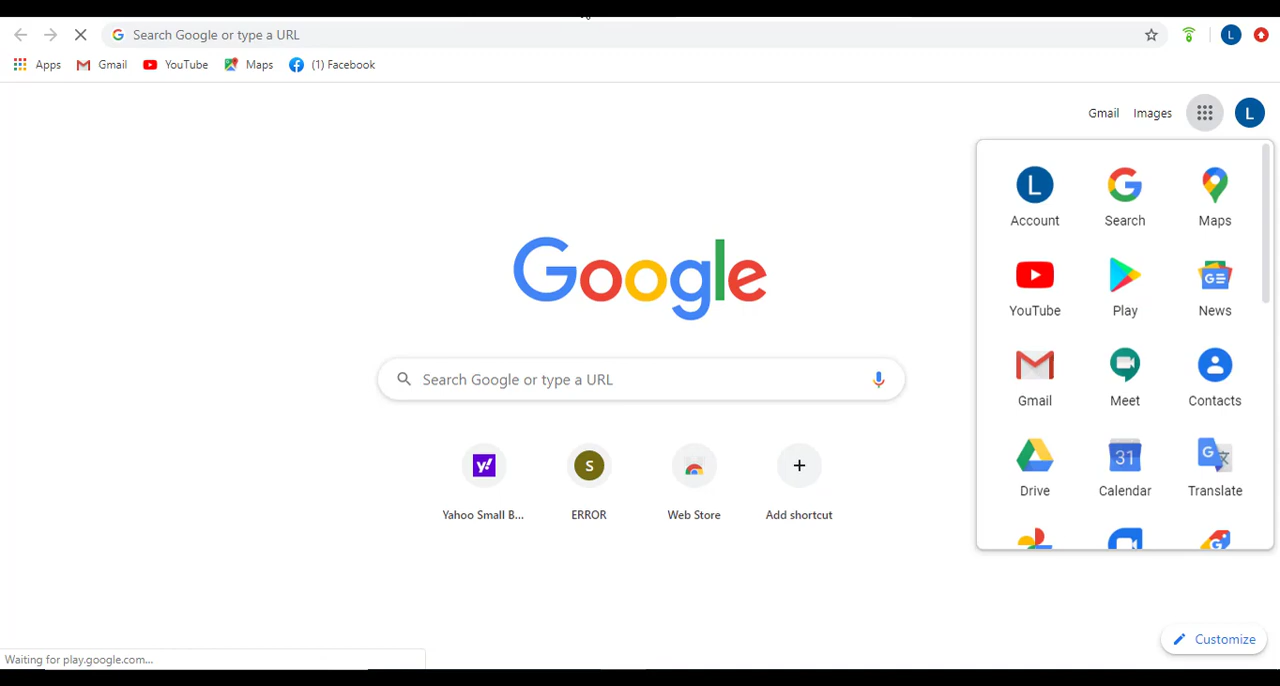 Search Google or type a URL
L
Apps Gmail YouTube Maps (1) Facebook
Gmail Images L
L G
Account Search Maps
GE
YouTube Play News
Gmail Meet Contacts
31 G
Drive Calendar Translate
Google
Search Google or type a URL
y! S
Yahoo Small B... ERROR Web Store Add shortcut
Customize
Waiting for play.google.com...